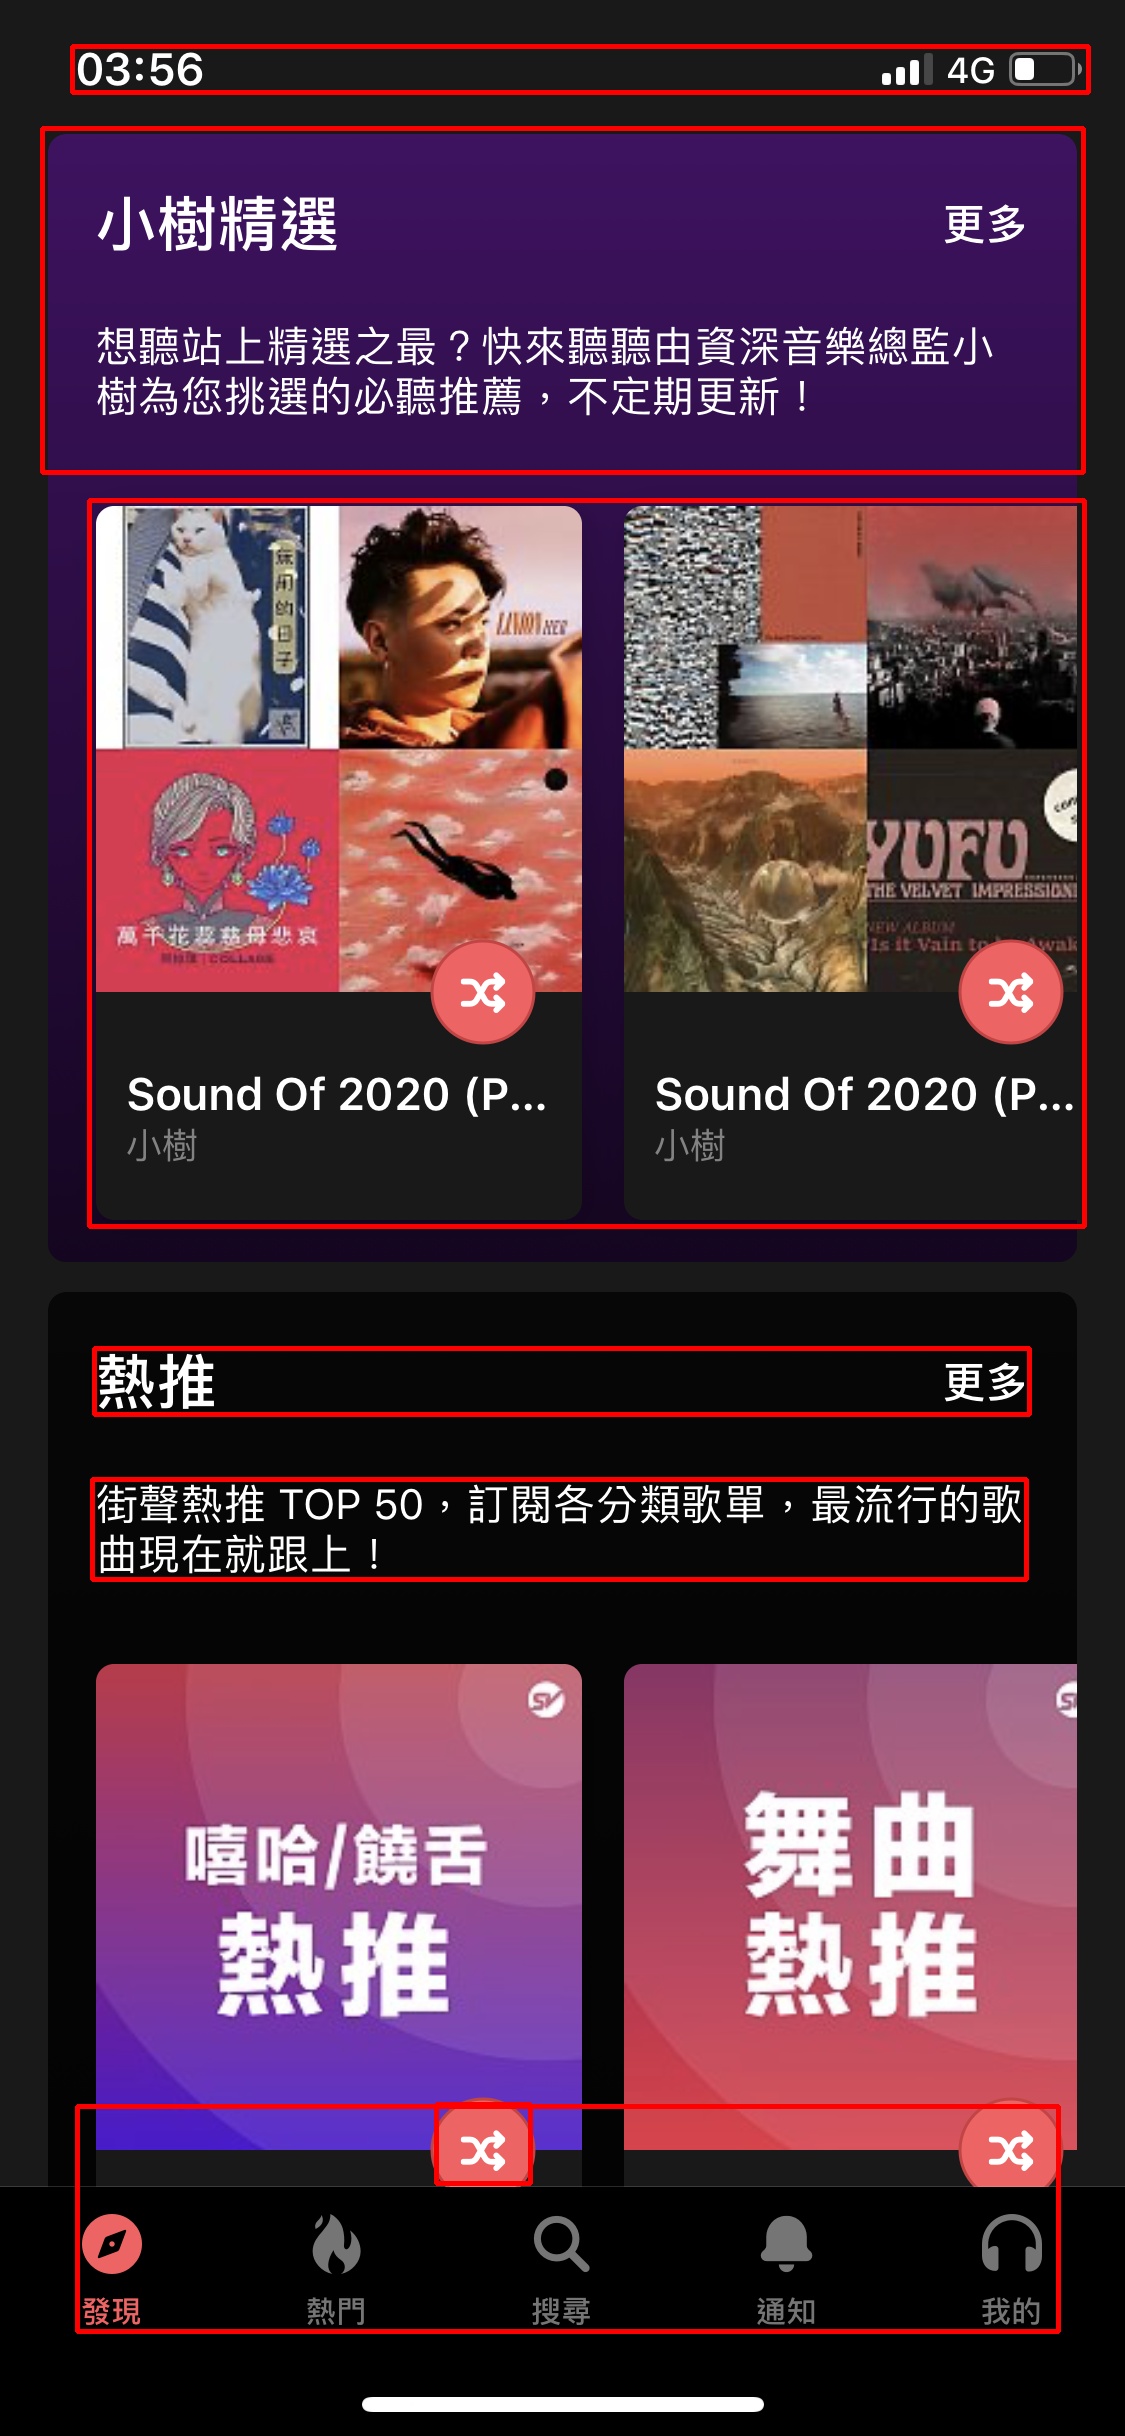 03:56
4G
小樹精選
更多
想聽站上精選之最？快來聽聽由資深音樂總監小
樹為您挑選的必聽推薦，不定期更新！
無用的日子
LINION HER
萬千花蕊慈母悲哀
COLLAGE
YUFU
THE VELVET IMPRESSION
NEW ALBUM
Is it Vain to
Sound Of 2020 (P...
小樹
Sound Of 2020 (P...
小樹
熱推
更多
街聲熱推 TOP 50，訂閱各分類歌單，最流行的歌
曲現在就跟上！
SV
嘻哈/饒舌
熱推
舞曲
熱推
發現
熱門
搜尋
通知
我的